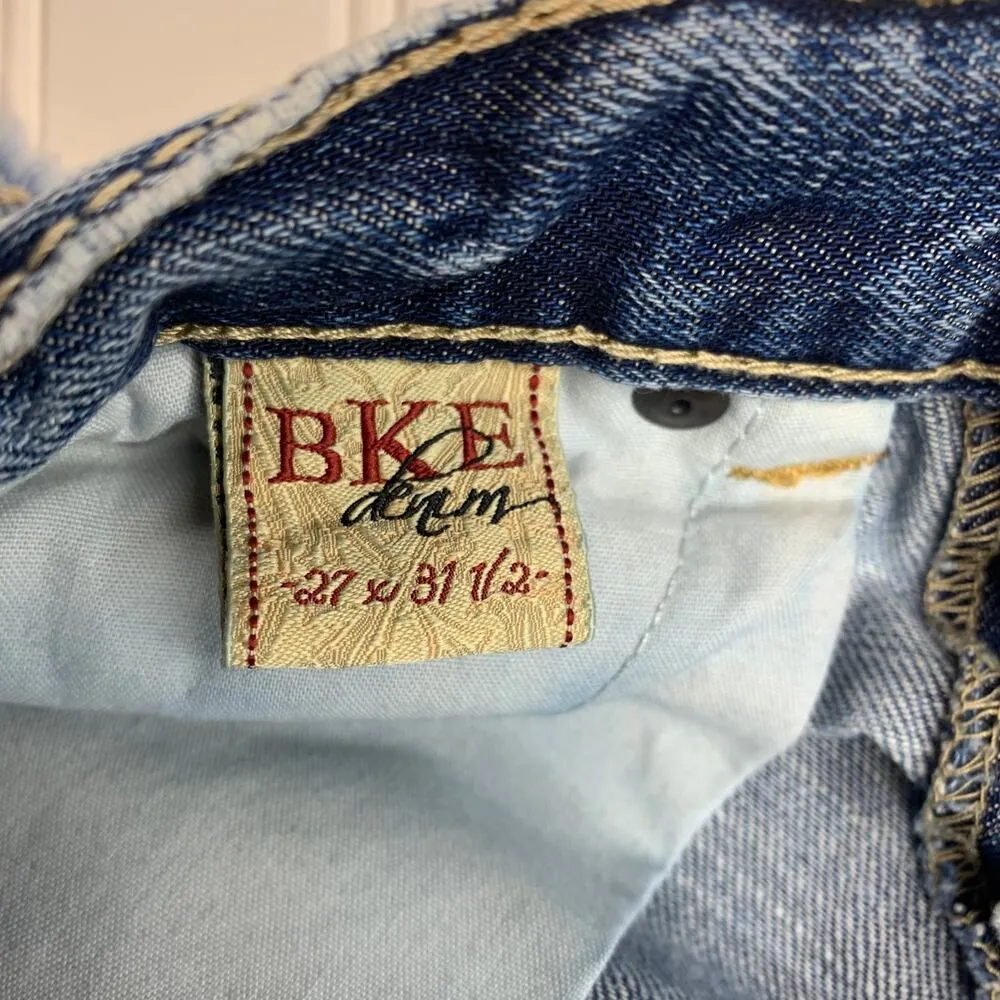 BKE
denim
-27 x 31 1/2-